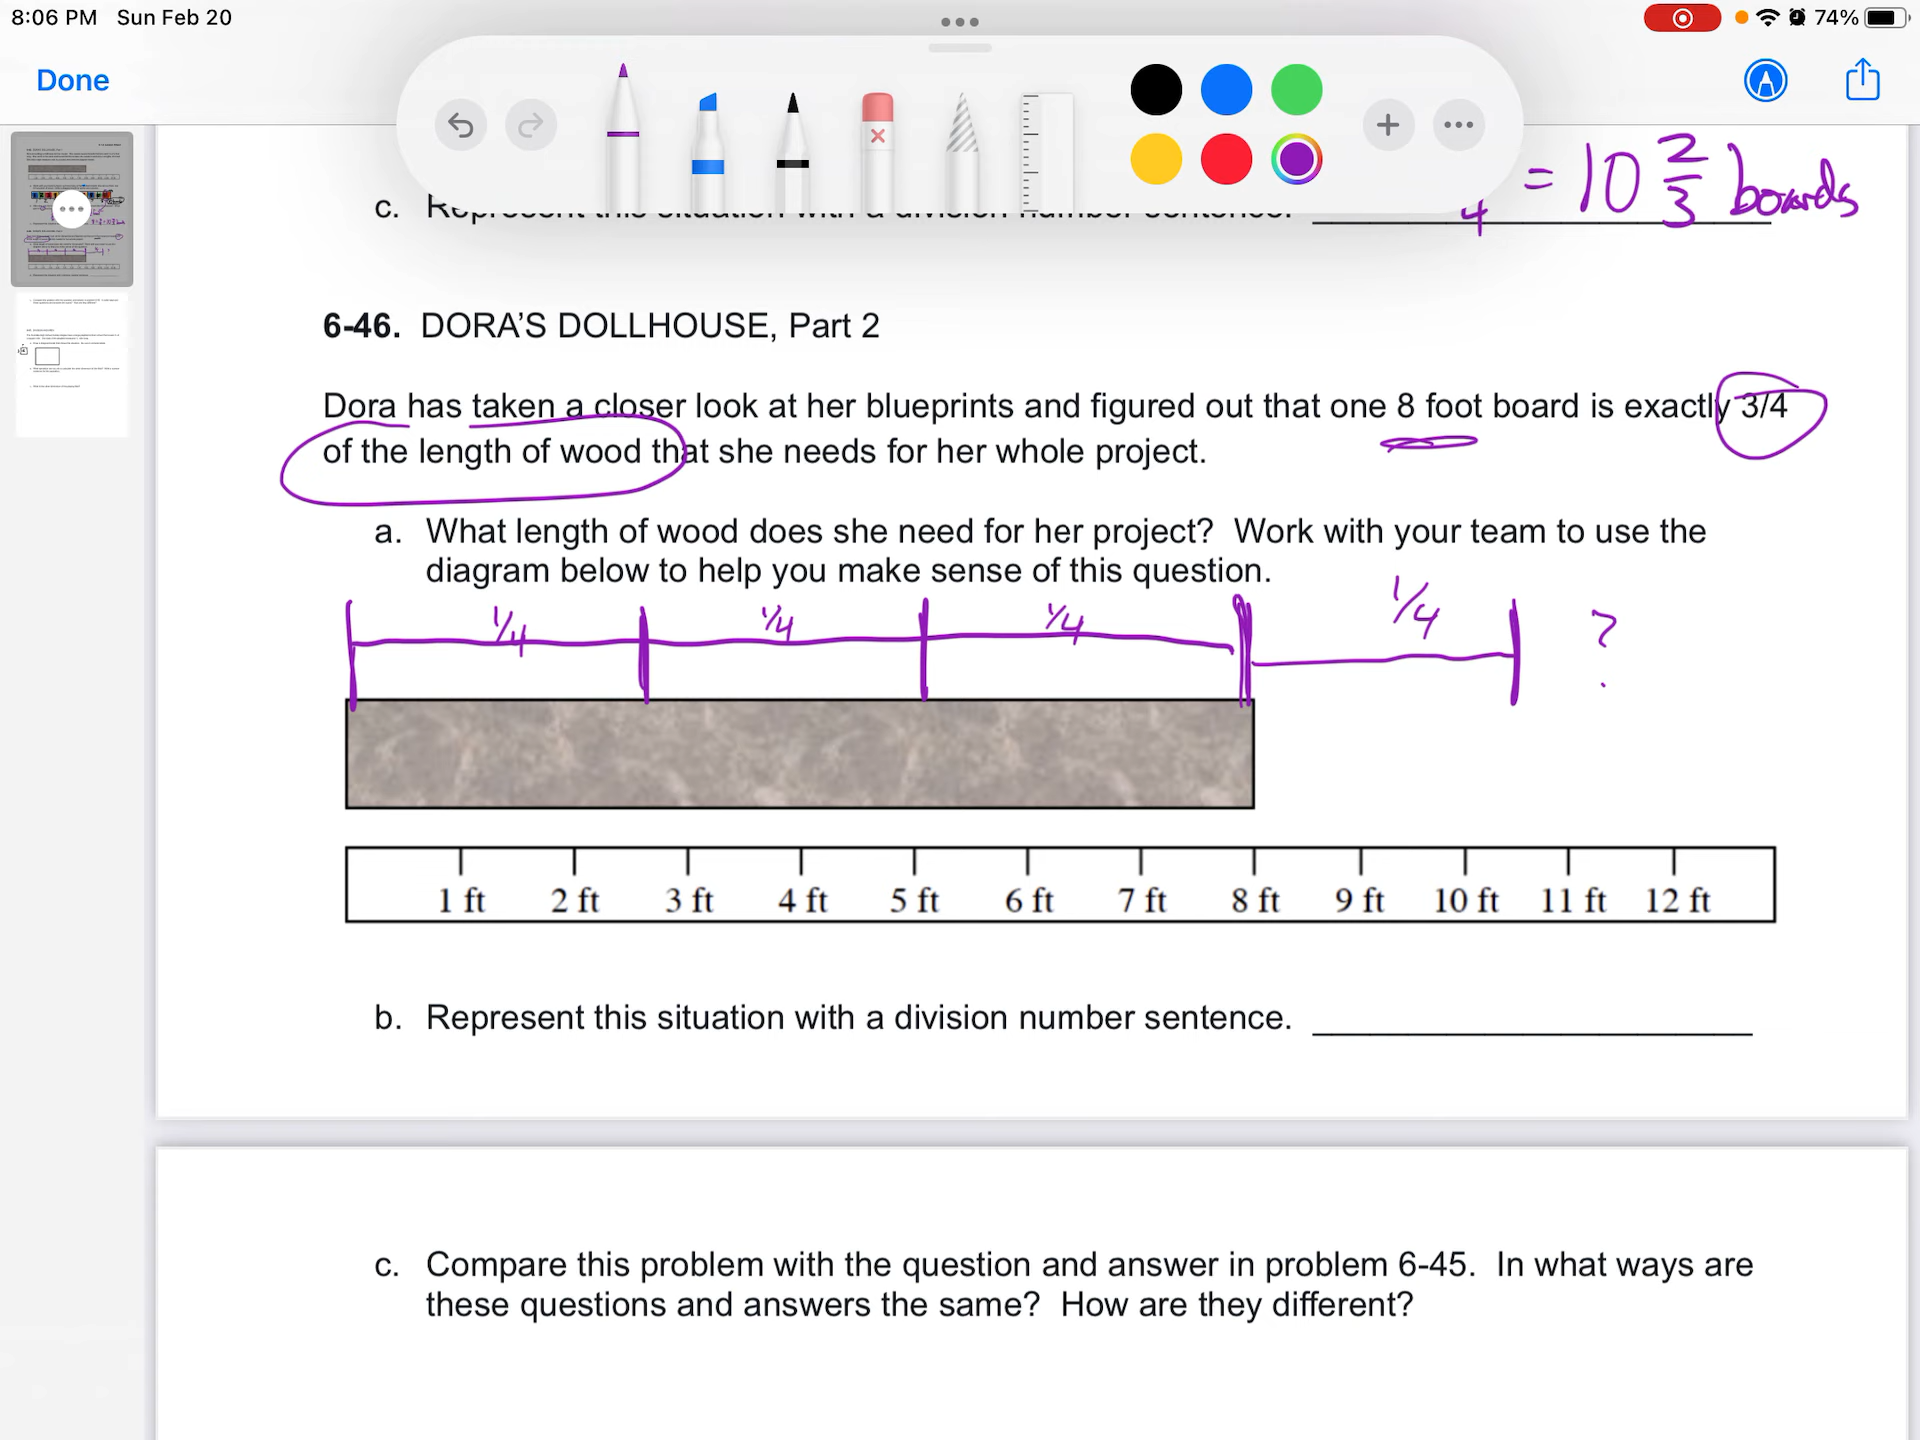 8:06 PM Sun Feb 20
74%
Done
= 10 2/3 boards
4
c. Represent this situation with a division number sentence.
6-46. DORA'S DOLLHOUSE, Part 2
Dora has taken a closer look at her blueprints and figured out that one 8 foot board is exactly 3/4
of the length of wood that she needs for her whole project.
a. What length of wood does she need for her project? Work with your team to use the
diagram below to help you make sense of this question.
1/4 1/4 1/4 1/4 ?
1 ft 2 ft 3 ft 4 ft 5 ft 6 ft 7 ft 8 ft 9 ft 10 ft 11 ft 12 ft
b. Represent this situation with a division number sentence.
c. Compare this problem with the question and answer in problem 6-45. In what ways are
these questions and answers the same? How are they different?